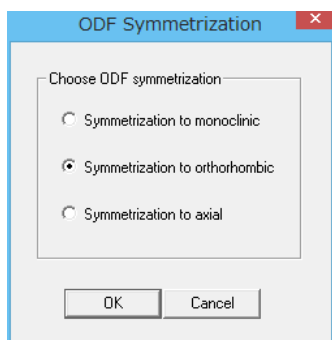 ODF Symmetrization
Choose ODF symmetrization
Symmetrization to monoclinic
Symmetrization to orthorhombic
Symmetrization to axial
OK Cancel